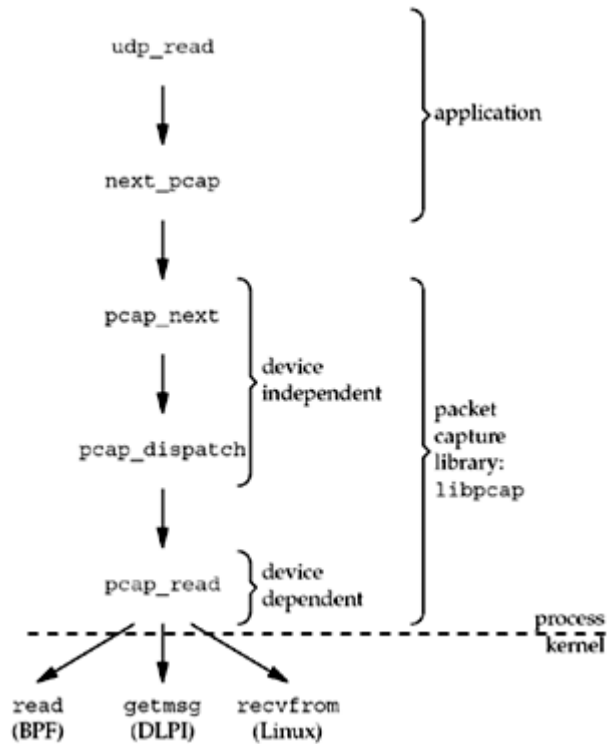 udp_read
application
next_pcap
pcap_next
device
independent
packet
capture
library:
libpcap
pcap_dispatch
pcap_read
device
dependent
process
kernel
read
(BPF)
getmsg
(DLPI)
recvfrom
(Linux)